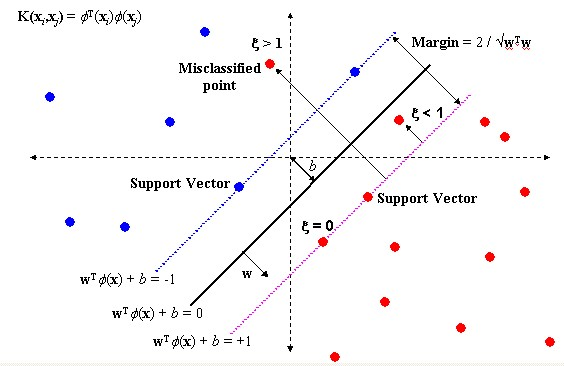 K(xᵢ,xⱼ) = ϕᵀ(xᵢ)ϕ(xⱼ)
ξ > 1
Margin = 2 / √wᵀw
Misclassified
point
ξ < 1
b
Support Vector
Support Vector
ξ = 0
w
wᵀϕ(x) + b = -1
wᵀϕ(x) + b = 0
wᵀϕ(x) + b = +1